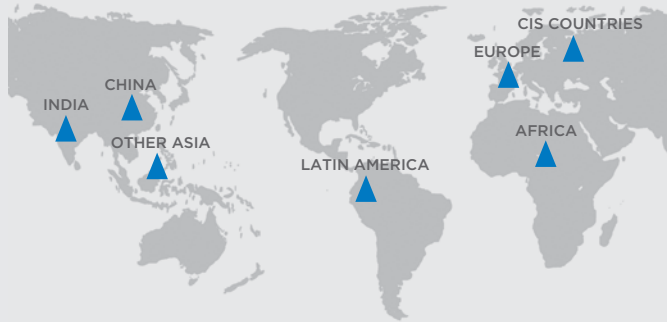 CIS COUNTRIES
EUROPE
CHINA
INDIA
AFRICA
OTHER ASIA
LATIN AMERICA